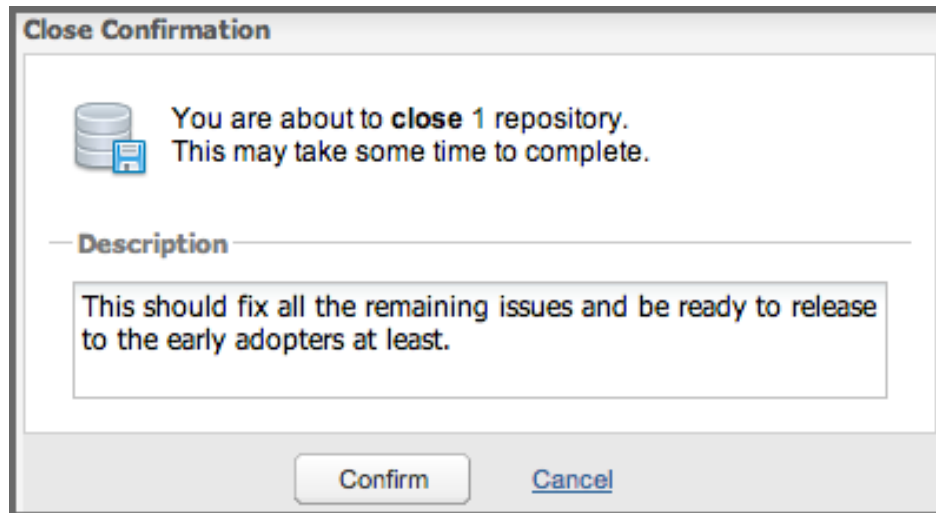 Close Confirmation
You are about to close 1 repository.
This may take some time to complete.
Description
This should fix all the remaining issues and be ready to release
to the early adopters at least.
Confirm
Cancel